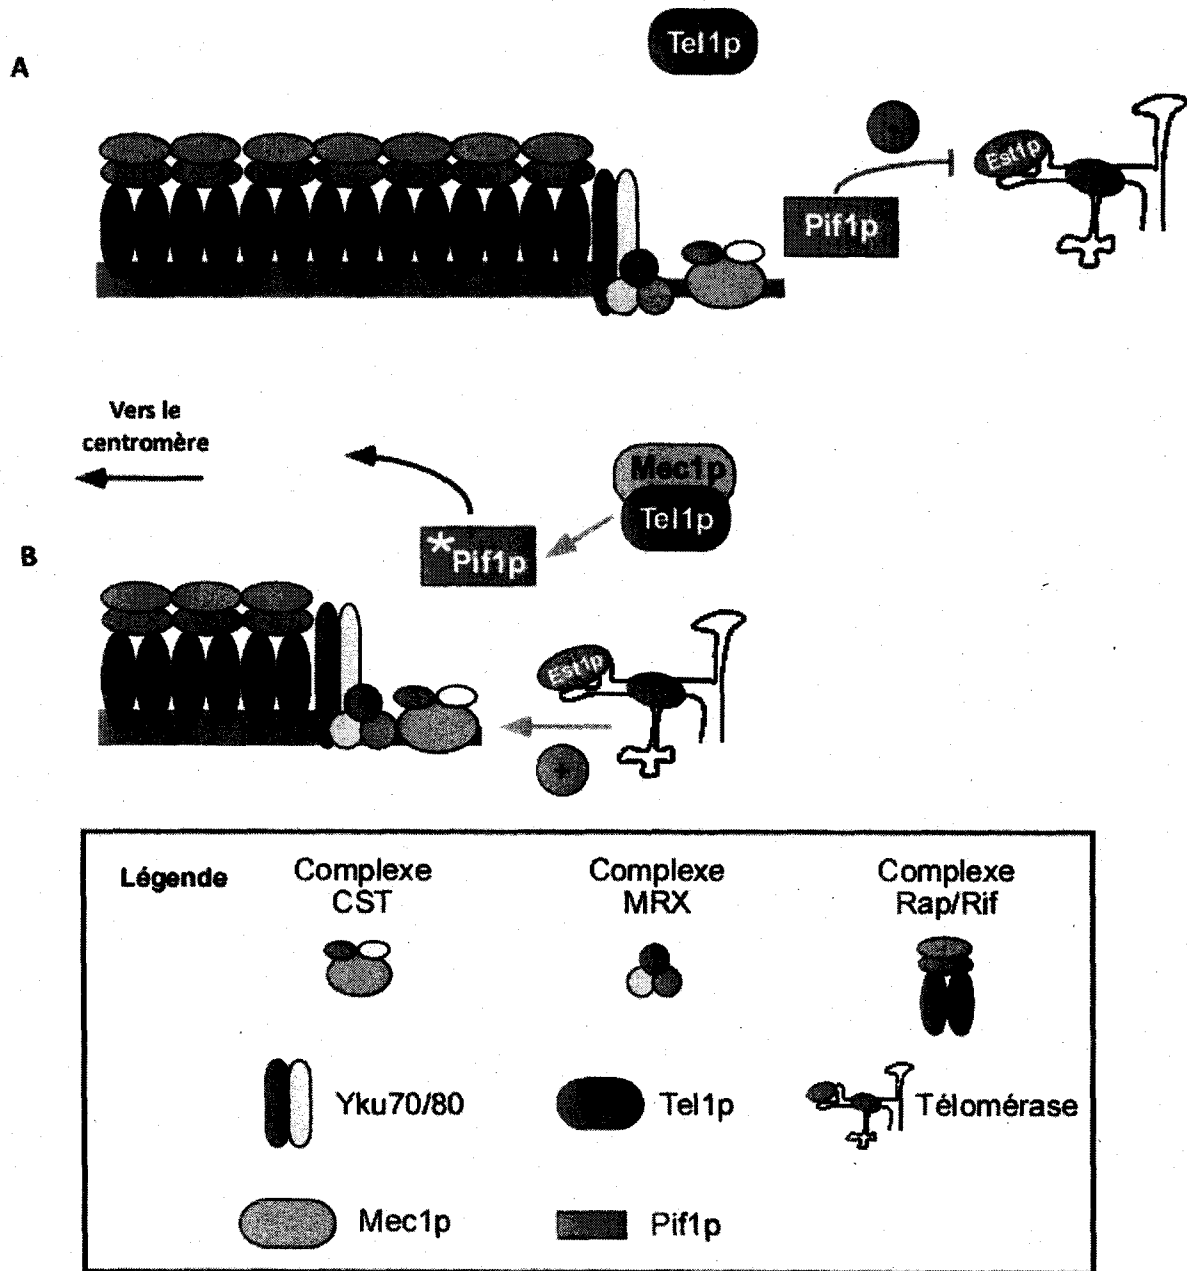 A
Tel1p
Est1p
Pif1p
Vers le
centromère
B
Mec1p
Tel1p
*Pif1p
Est1p
+
Légende
Complexe
CST
Complexe
MRX
Complexe
Rap/Rif
Yku70/80
Tel1p
Télomérase
Mec1p
Pif1p